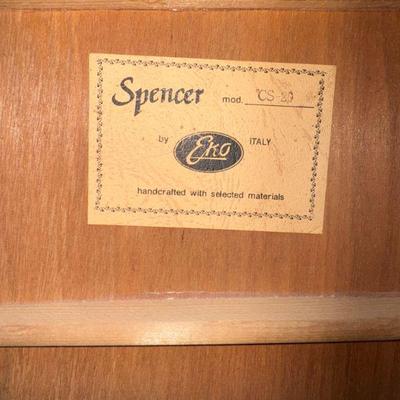 Spencer mod. CS-20
by Eko ITALY
handcrafted with selected materials